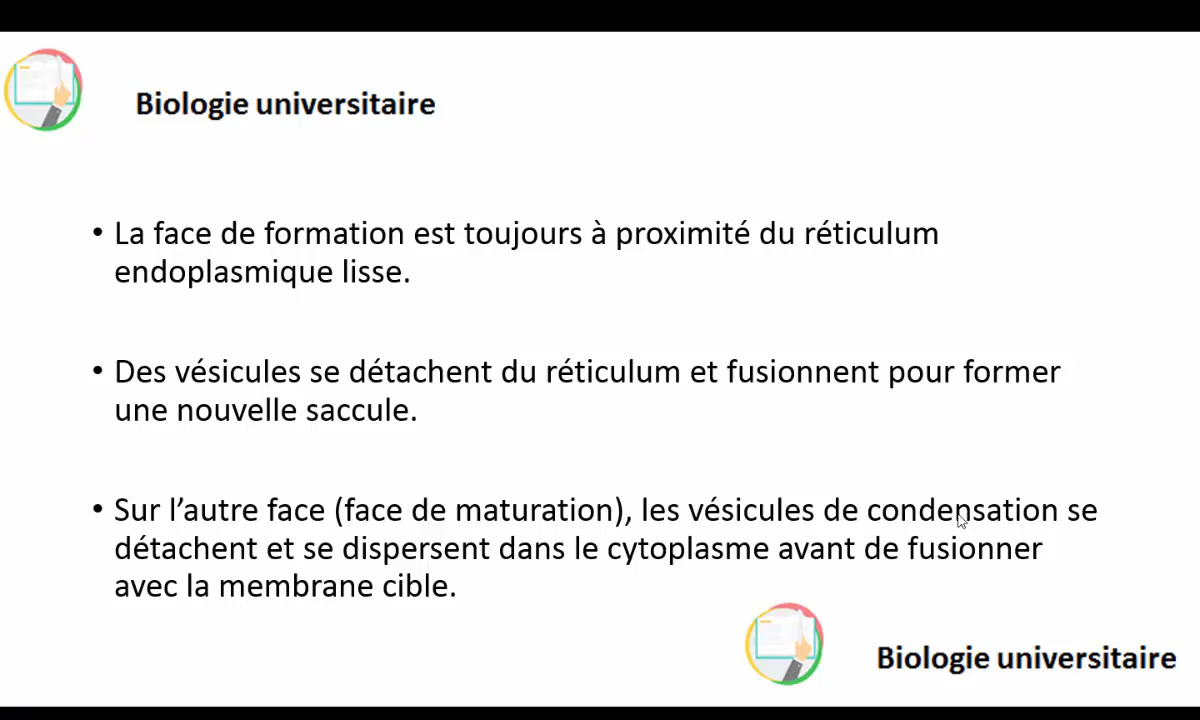 Biologie universitaire
• La face de formation est toujours à proximité du réticulum
endoplasmique lisse.
• Des vésicules se détachent du réticulum et fusionnent pour former
une nouvelle saccule.
• Sur l’autre face (face de maturation), les vésicules de condensation se
détachent et se dispersent dans le cytoplasme avant de fusionner
avec la membrane cible.
Biologie universitaire